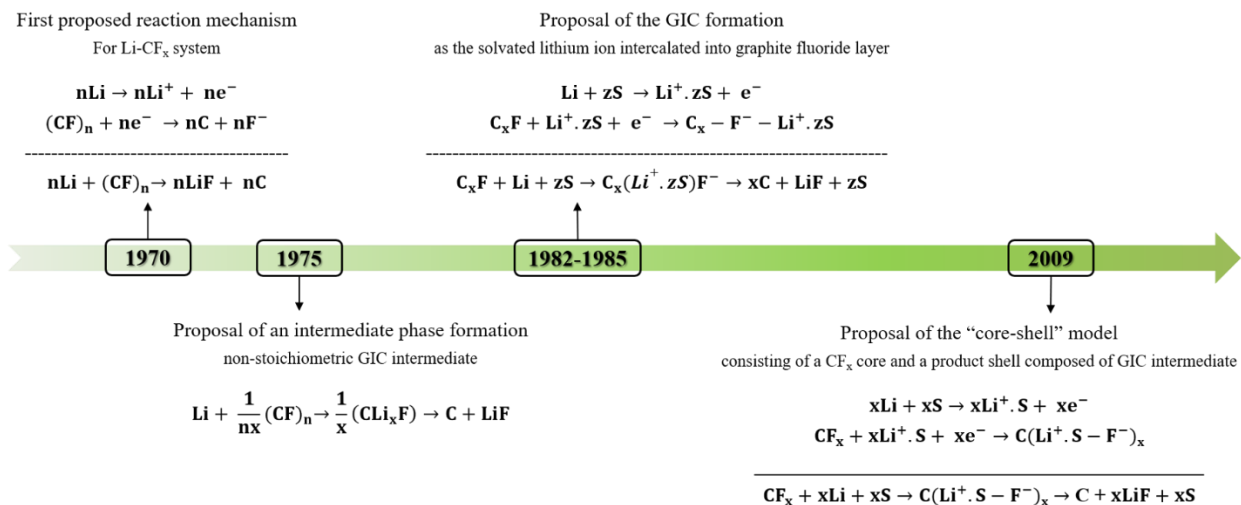 First proposed reaction mechanism
For Li-CFₓ system
nLi → nLi⁺ + ne⁻
(CF)ₙ + ne⁻ → nC + nF⁻
nLi + (CF)ₙ → nLiF + nC
Proposal of the GIC formation
as the solvated lithium ion intercalated into graphite fluoride layer
Li + zS → Li⁺.zS + e⁻
CₓF + Li⁺.zS + e⁻ → Cₓ − F⁻ − Li⁺.zS
CₓF + Li + zS → Cₓ(Li⁺.zS)F⁻ → xC + LiF + zS
1970
1975
1982-1985
2009
Proposal of an intermediate phase formation
non-stoichiometric GIC intermediate
Li + 1/nx (CF)ₙ → 1/x (CLiₓF) → C + LiF
Proposal of the “core-shell” model
consisting of a CFₓ core and a product shell composed of GIC intermediate
xLi + xS → xLi⁺.S + xe⁻
CFₓ + xLi⁺.S + xe⁻ → C(Li⁺.S − F⁻)ₓ
CFₓ + xLi + xS → C(Li⁺.S − F⁻)ₓ → C + xLiF + xS